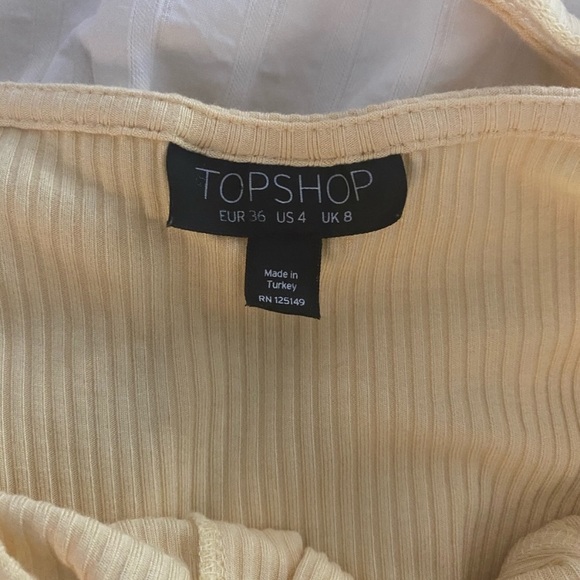 TOPSHOP
EUR 36 US 4 UK 8
Made in
Turkey
RN 125149